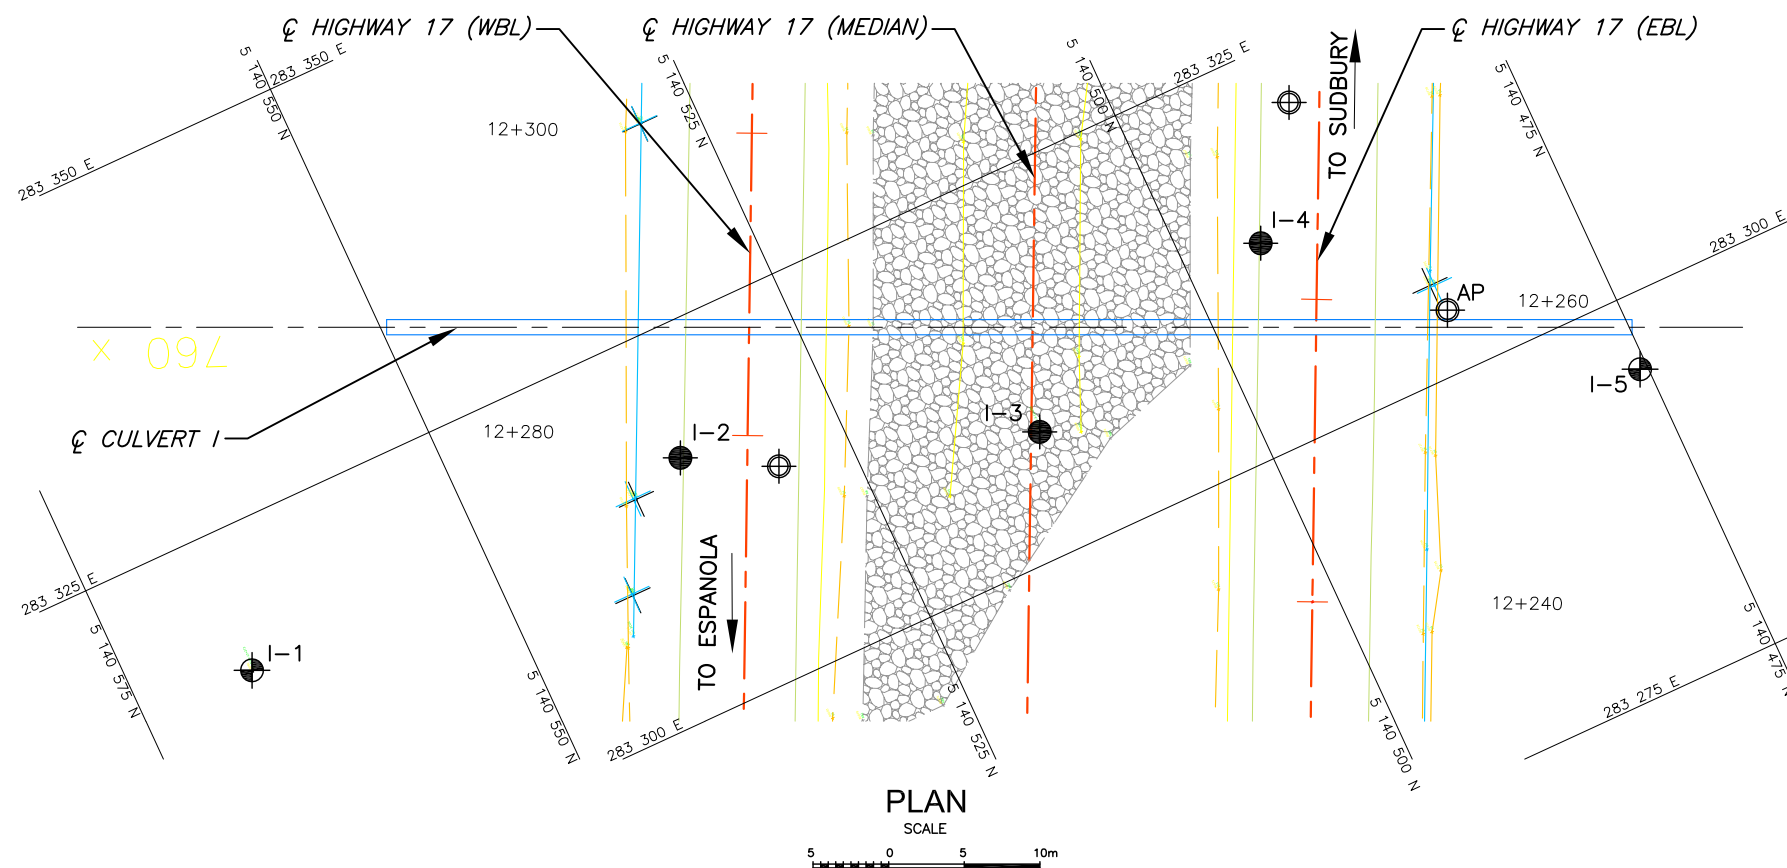 ℄ HIGHWAY 17 (WBL)
℄ HIGHWAY 17 (MEDIAN)
℄ HIGHWAY 17 (EBL)
5 140 550 N
283 350 E
5 140 525 N
5 140 500 N
283 325 E
TO SUDBURY
5 140 475 N
12+300
283 350 E
I-4
283 300 E
AP
12+260
760 x
I-5
℄ CULVERT I
12+280
I-2
I-3
283 325 E
TO ESPANOLA
12+240
5 140 575 N
I-1
5 140 550 N
283 300 E
5 140 525 N
5 140 500 N
283 275 E
5 140 475 N
PLAN
SCALE
5 0 5 10m